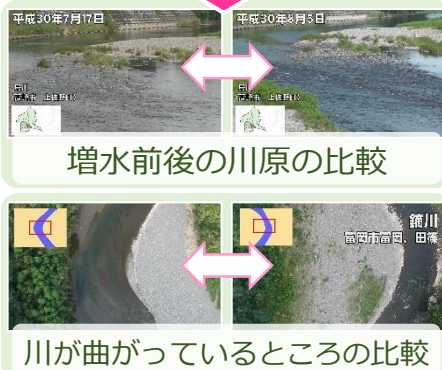 平成30年7月17日
平成30年8月5日
増水前後の川原の比較
鏑川
富岡市富岡、田篠
川が曲がっているところの比較